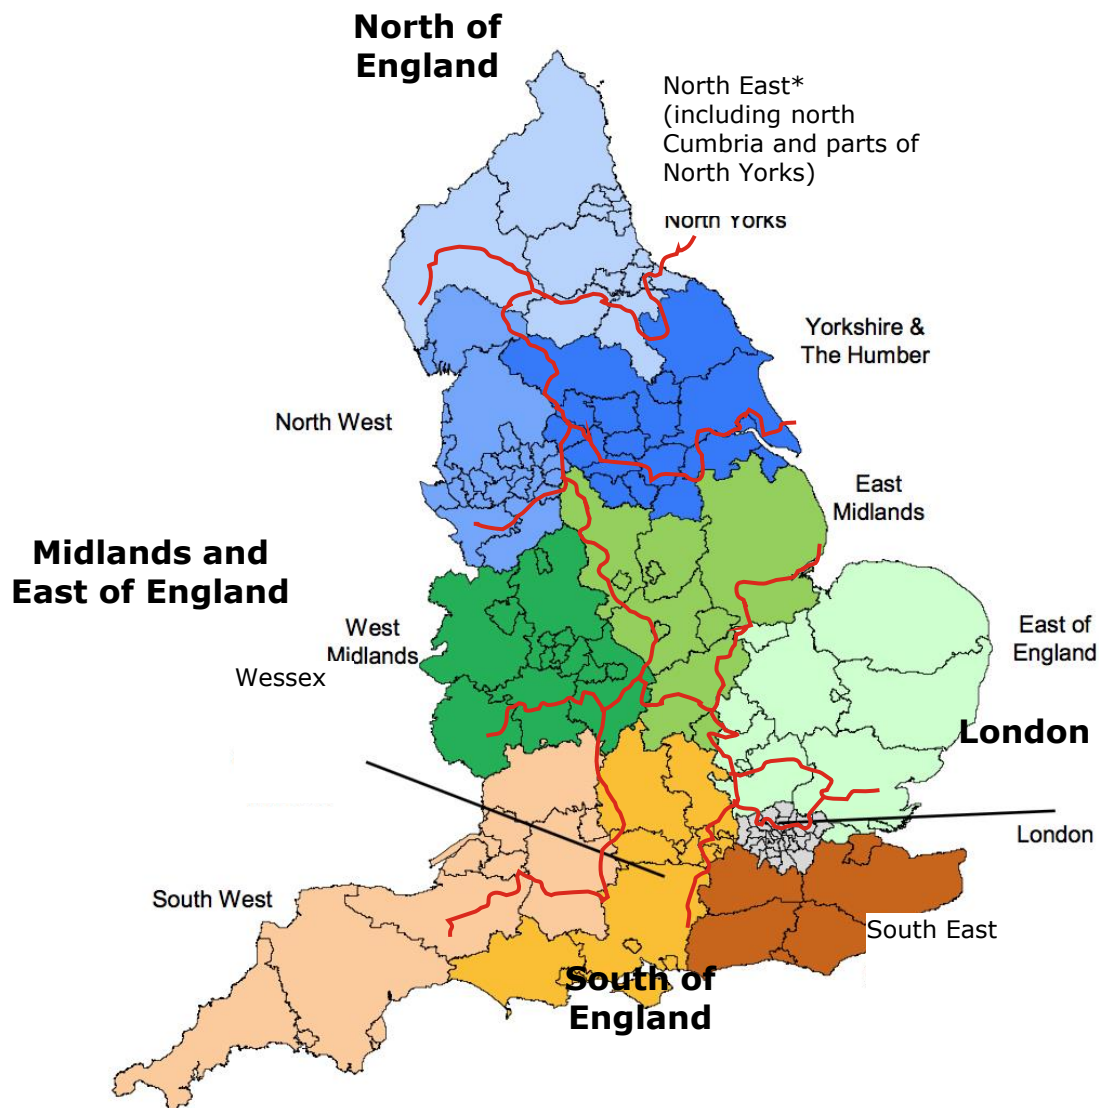 North of
England
North East*
(including north
Cumbria and parts of
North Yorks)
North Yorks
Yorkshire &
The Humber
North West
East
Midlands
Midlands and
East of England
West
Midlands
East of
England
Wessex
London
London
South West
South East
South of
England